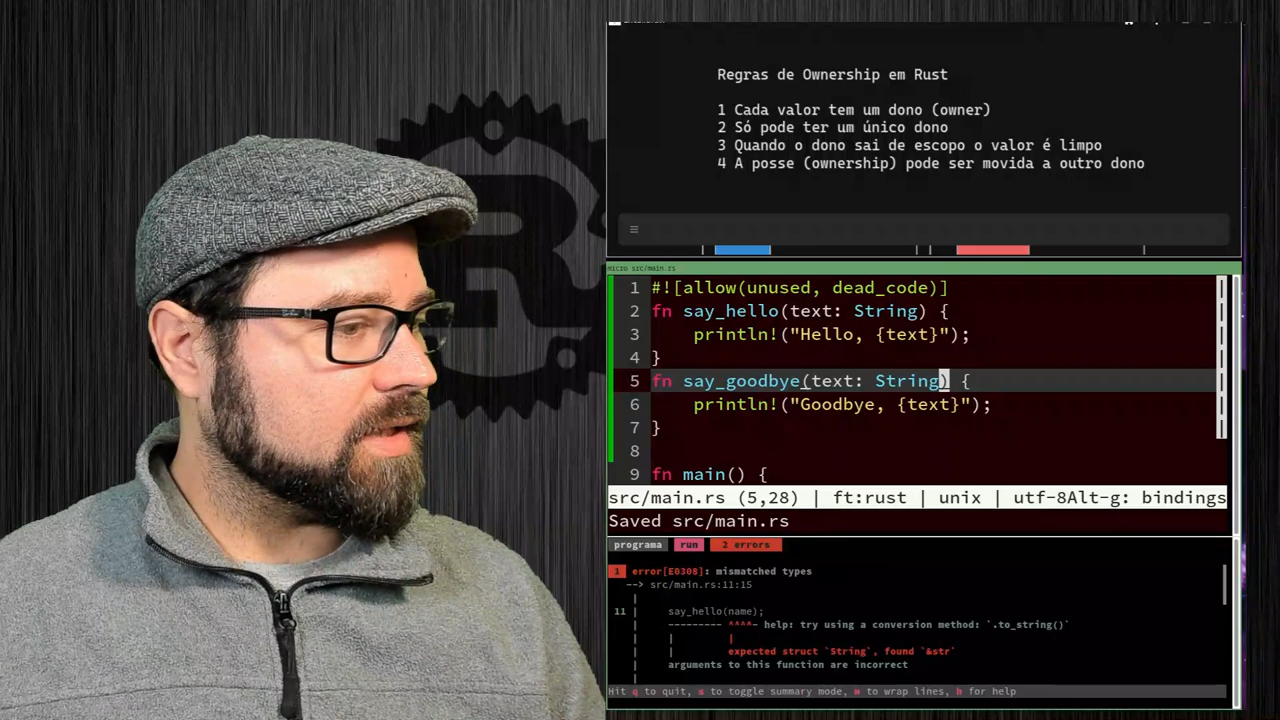 Regras de Ownership em Rust
1 Cada valor tem um dono (owner)
2 Só pode ter um único dono
3 Quando o dono sai de escopo o valor é limpo
4 A posse (ownership) pode ser movida a outro dono
micro src/main.rs
1 #![allow(unused, dead_code)]
2 fn say_hello(text: String) {
3 println!("Hello, {text}");
4 }
5 fn say_goodbye(text: String) {
6 println!("Goodbye, {text}");
7 }
8
9 fn main() {
src/main.rs (5,28) | ft:rust | unix | utf-8Alt-g: bindings
Saved src/main.rs
programa run 2 errors
1 error[E0308]: mismatched types
--> src/main.rs:11:15
|
11 | say_hello(name);
| --------- ^^^^- help: try using a conversion method: `.to_string()`
| | |
| | expected struct `String`, found `&str`
| arguments to this function are incorrect
|
Hit q to quit, s to toggle summary mode, w to wrap lines, h for help